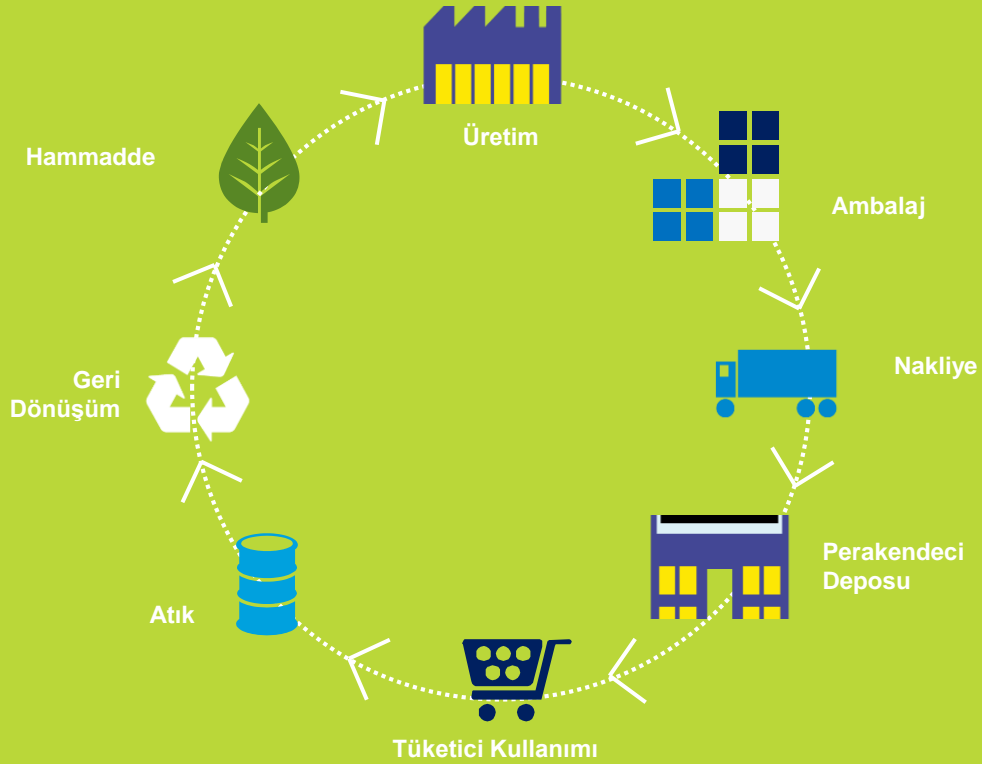 Üretim
Hammadde
Ambalaj
Nakliye
Geri
Dönüşüm
Perakendeci
Deposu
Atık
Tüketici Kullanımı